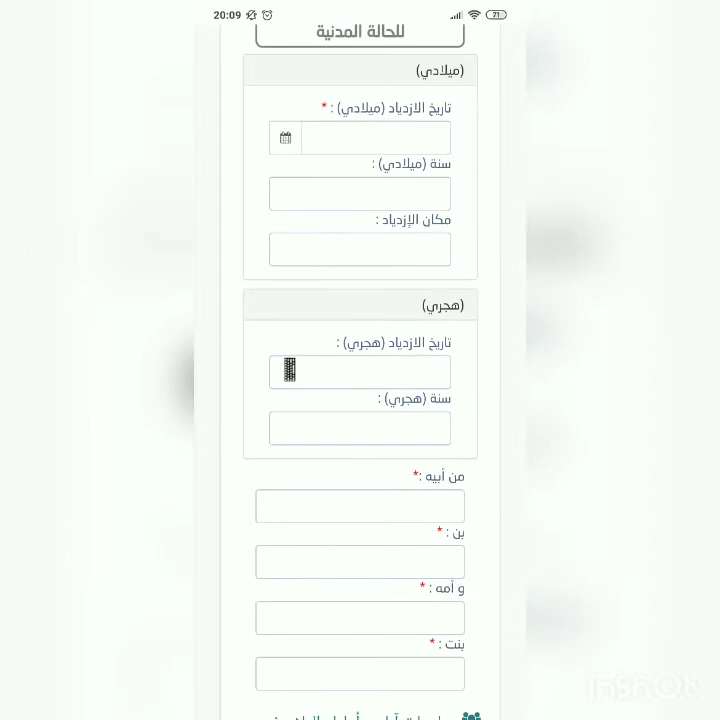 20:09
71
للحالة المدنية
(ميلادي)
تاريخ الازدياد (ميلادي) : *
سنة (ميلادي) :
مكان الإزدياد :
(هجري)
تاريخ الازدياد (هجري) :
سنة (هجري) :
من أبيه :*
بن : *
و أمه : *
بنت : *
InShOt